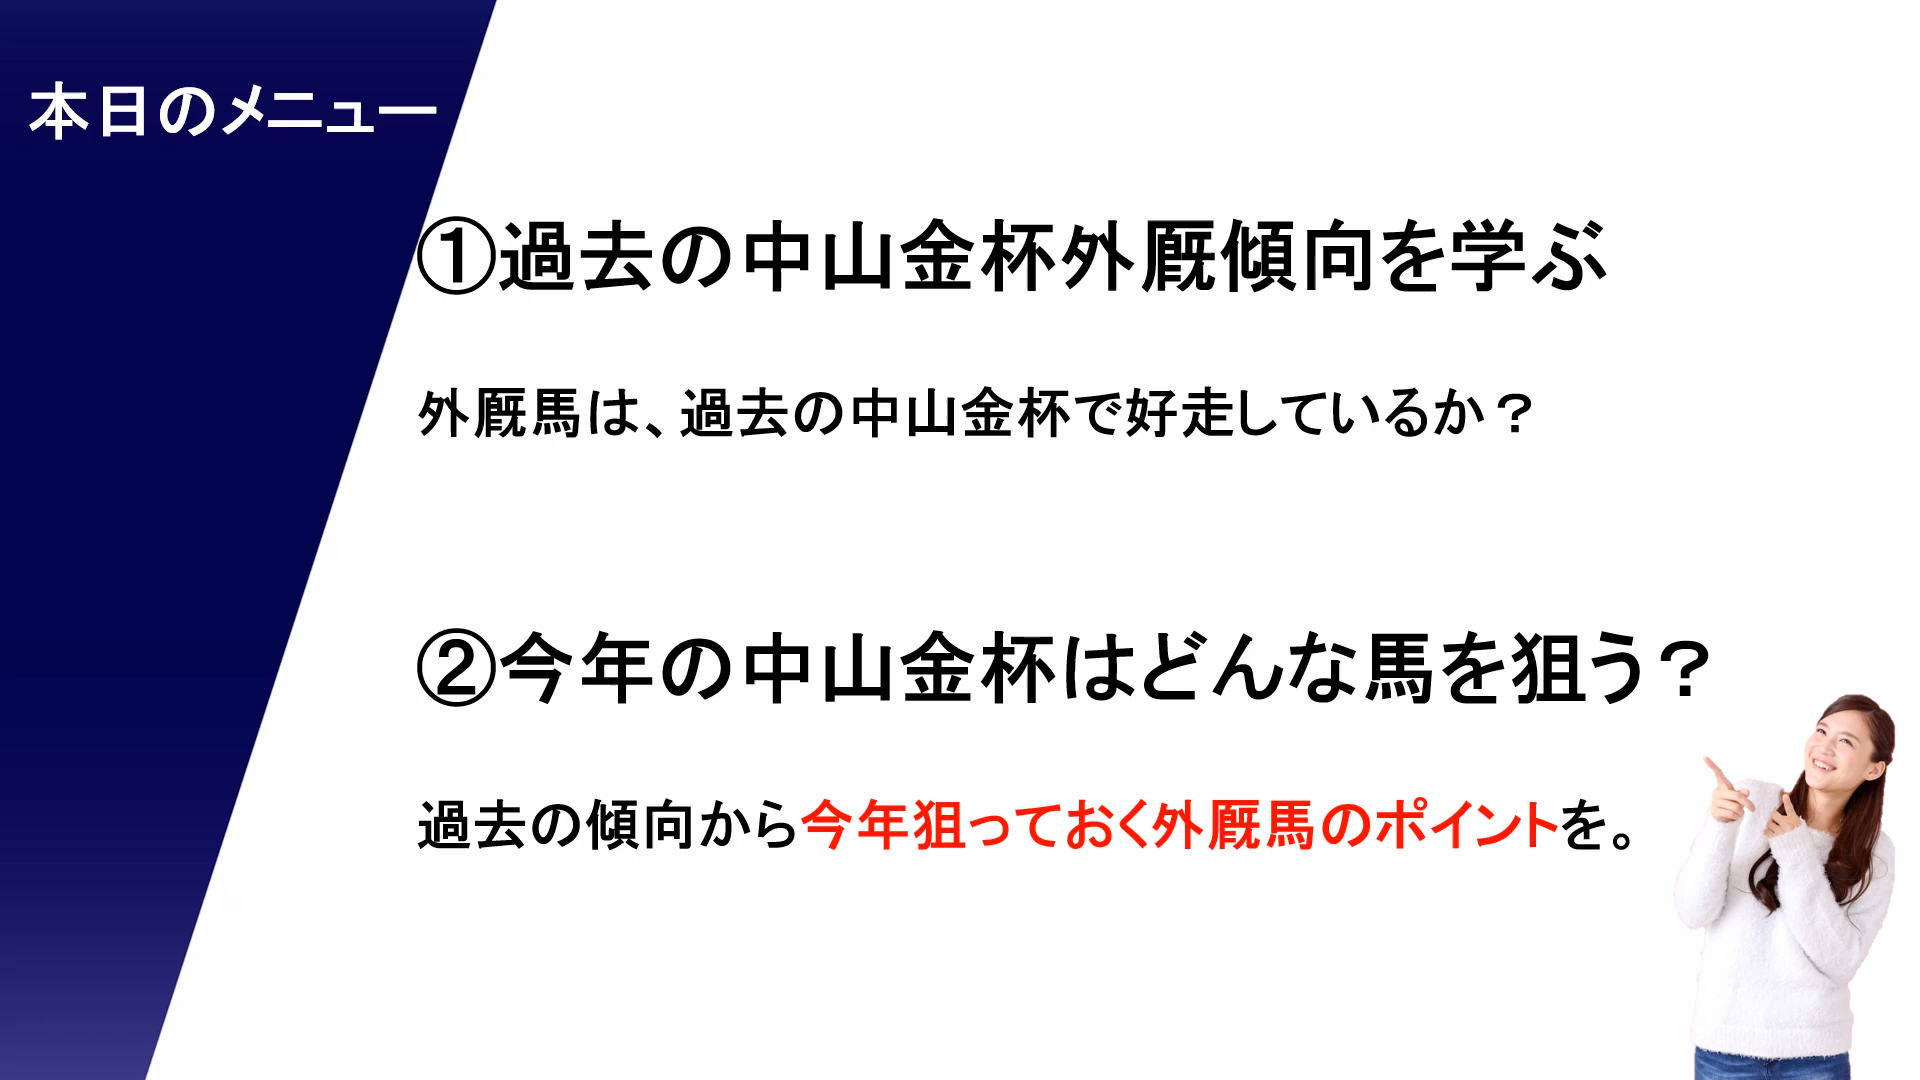 本日のメニュー
①過去の中山金杯外厩傾向を学ぶ
外厩馬は、過去の中山金杯で好走しているか？
②今年の中山金杯はどんな馬を狙う？
過去の傾向から今年狙っておく外厩馬のポイントを。